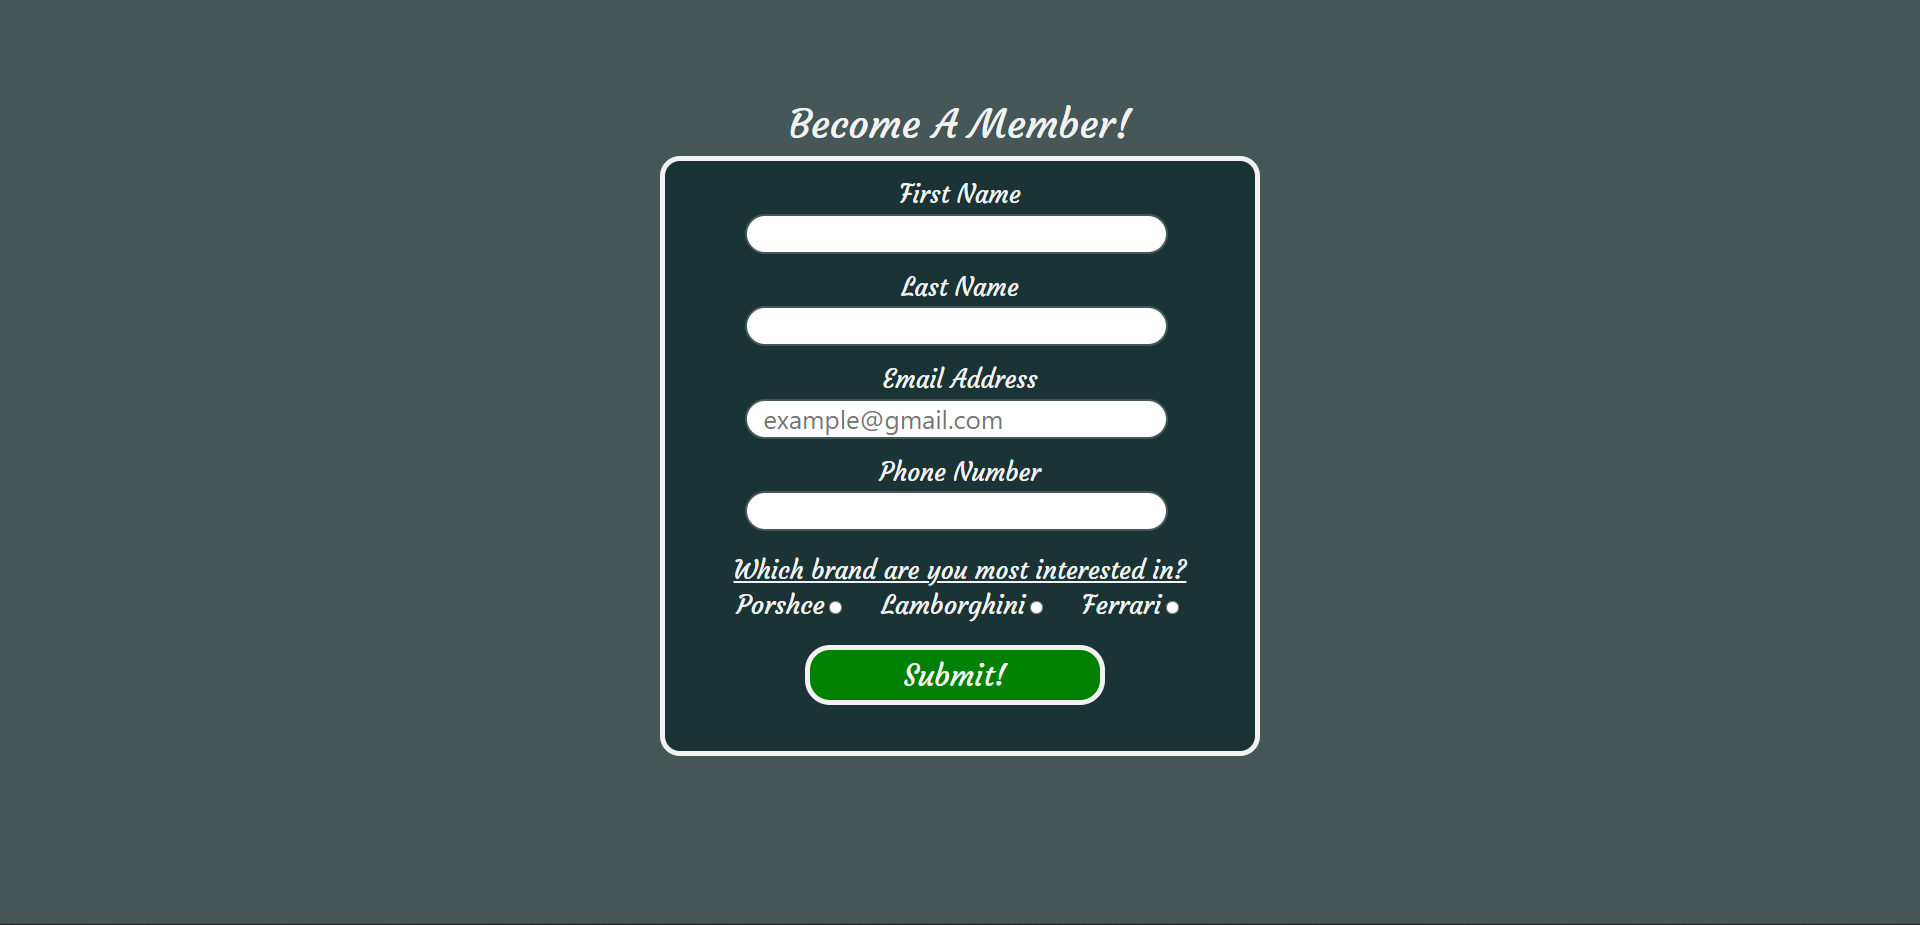 Become A Member!
First Name
Last Name
Email Address
example@gmail.com
Phone Number
Which brand are you most interested in?
Porshce Lamborghini Ferrari
Submit!